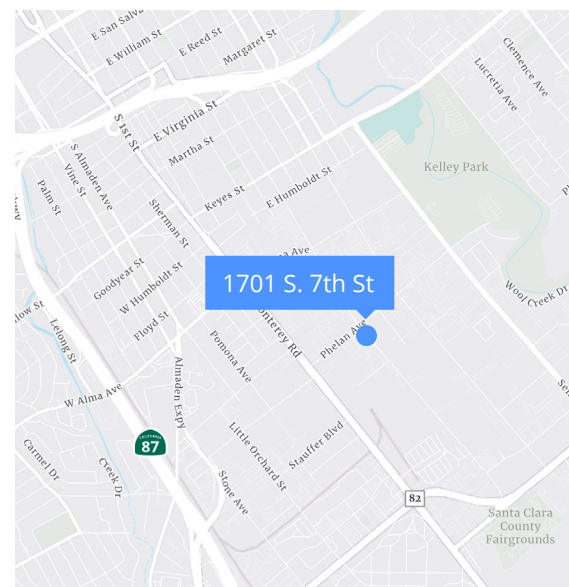 E San Salva
E William St
E Reed St
Margaret St
Clemence Ave
Lucretia Ave
S 1st St
E Virginia St
Martha St
S Almaden Ave
Vine St
Palm St
Kelley Park
Keyes St
E Humboldt St
Sherman St
Goodyear St
W Humboldt St
Floyd St
1701 S. 7th St
Wool Creek Dr
Lelong St
onterey Rd
Phelan Ave
Pomona Ave
Almaden Expy
W Alma Ave
CALIFORNIA
87
Carmel Dr
Creek Dr
Little Orchard St
Stauffer Blvd
Stone Ave
82
Santa Clara
County
Fairgrounds